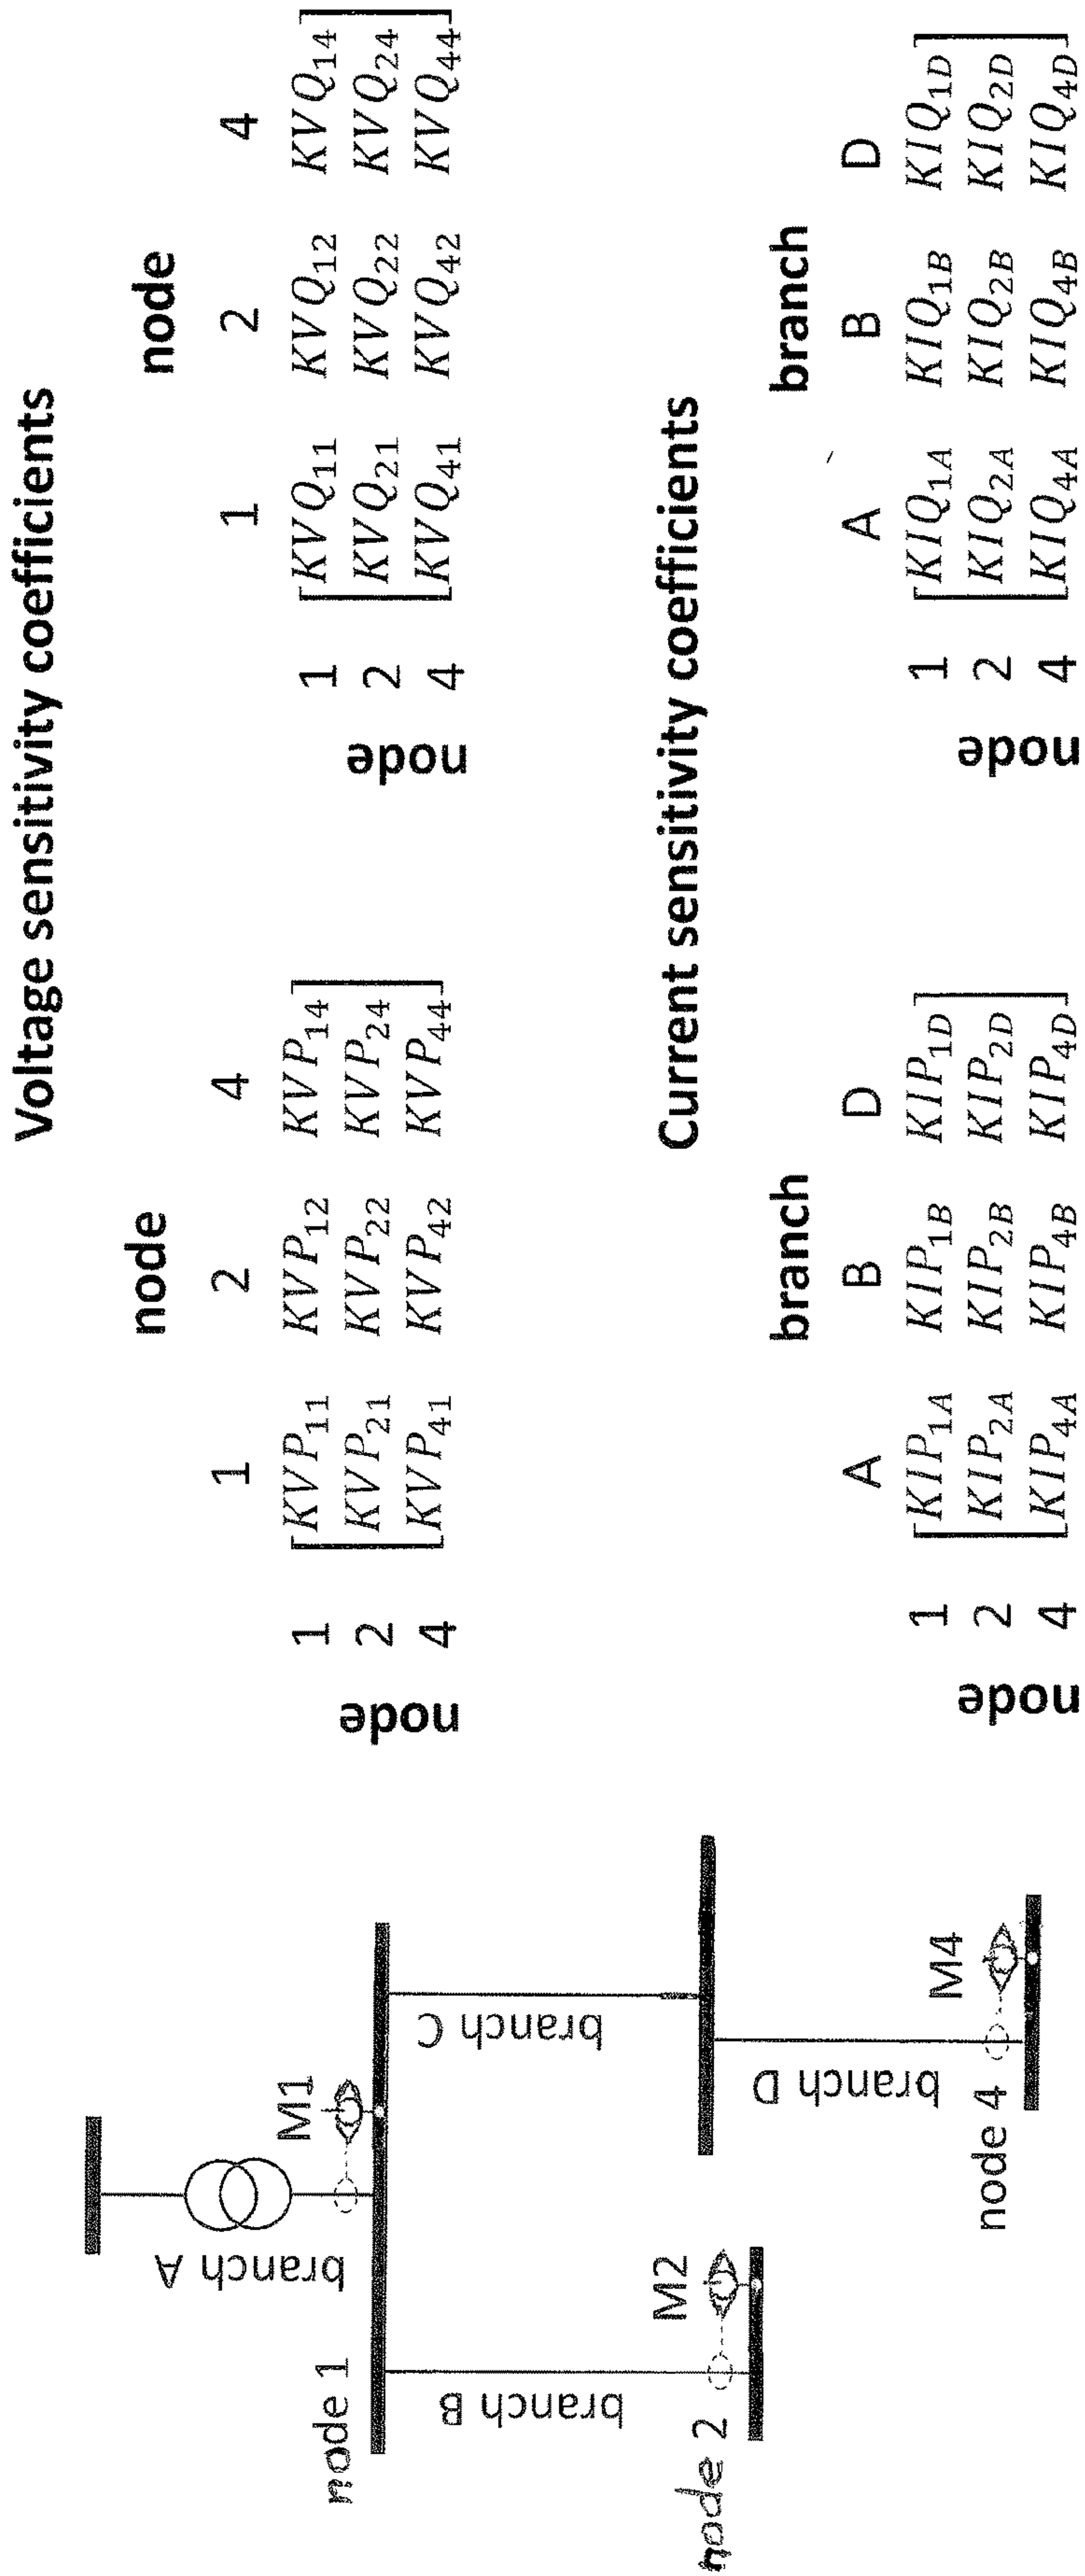 Voltage sensitivity coefficients
node
1 2 4
node
1 KVP11 KVP12 KVP14
2 KVP21 KVP22 KVP24
4 KVP41 KVP42 KVP44
node
1 2 4
node
1 KVQ11 KVQ12 KVQ14
2 KVQ21 KVQ22 KVQ24
4 KVQ41 KVQ42 KVQ44
Current sensitivity coefficients
branch
A B D
node
1 KIP1A KIP1B KIP1D
2 KIP2A KIP2B KIP2D
4 KIP4A KIP4B KIP4D
branch
A B D
node
1 KIQ1A KIQ1B KIQ1D
2 KIQ2A KIQ2B KIQ2D
4 KIQ4A KIQ4B KIQ4D
branch A
M1
node 1
branch B
branch C
M2
node 2
branch D
M4
node 4